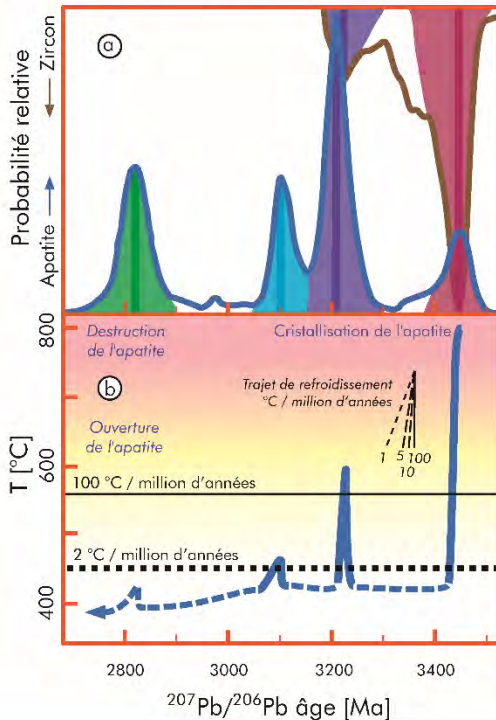 Probabilité relative
Apatite
Zircon
a
800
600
400
T [°C]
Destruction
de l'apatite
Cristallisation de l'apatite
b
Trajet de refroidissement
°C / million d'années
Ouverture
de l'apatite
1
5
10
100
100 °C / million d'années
2 °C / million d'années
2800
3000
3200
3400
²⁰⁷Pb/²⁰⁶Pb âge [Ma]